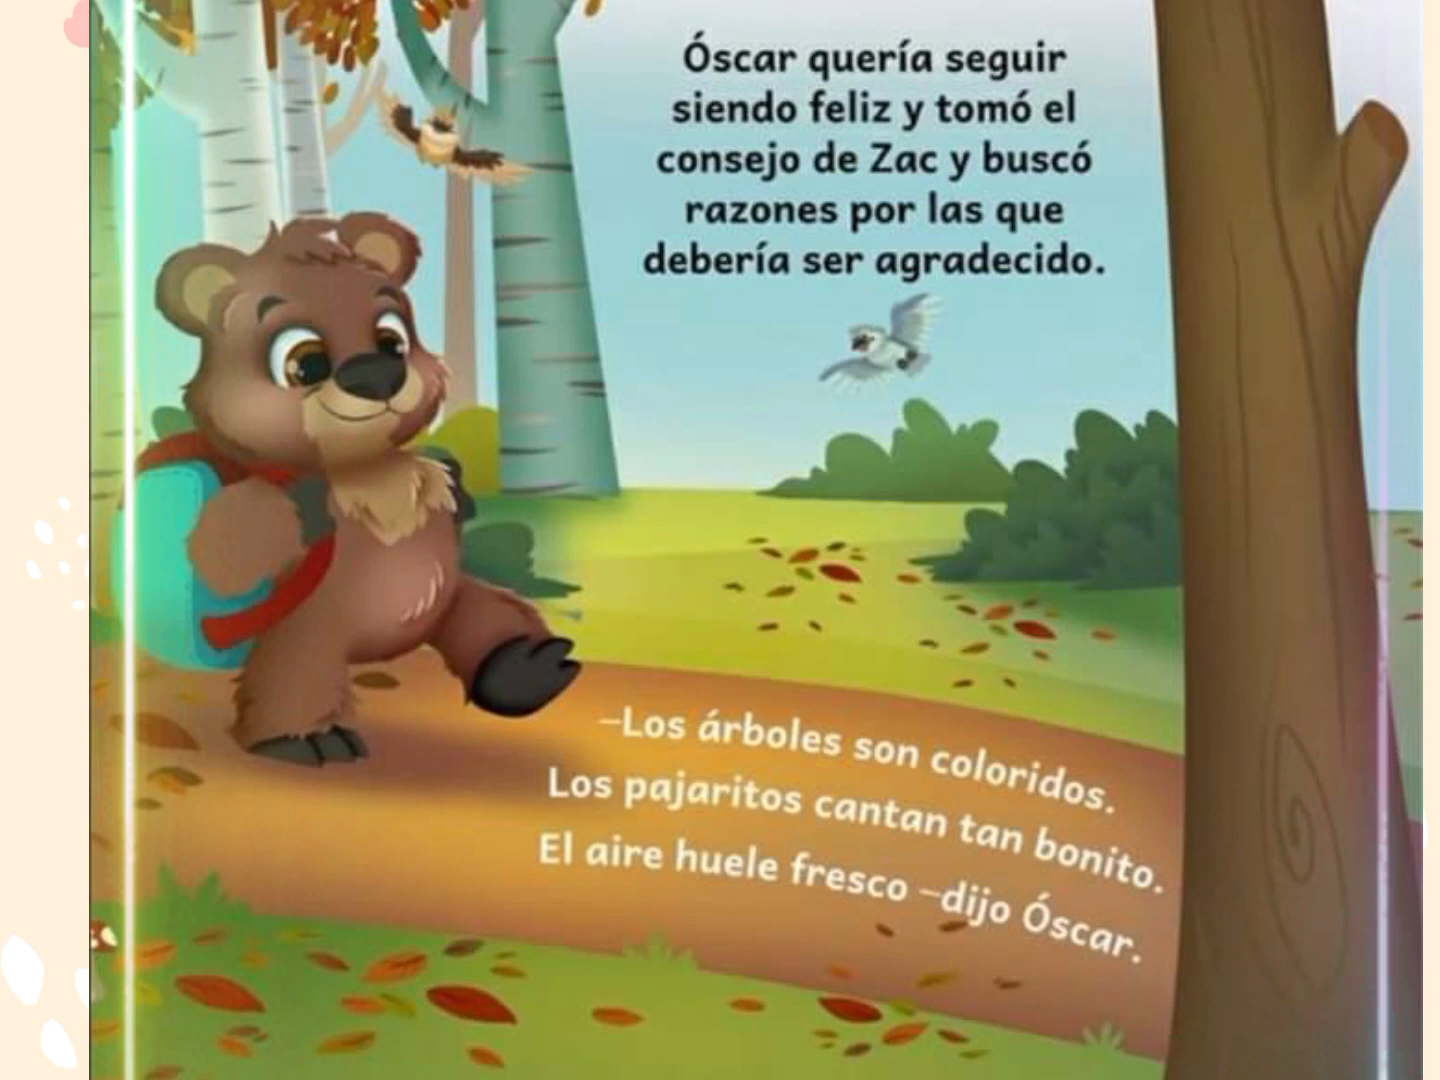 Óscar quería seguir
siendo feliz y tomó el
consejo de Zac y buscó
razones por las que
debería ser agradecido.
—Los árboles son coloridos.
Los pajaritos cantan tan bonito.
El aire huele fresco —dijo Óscar.